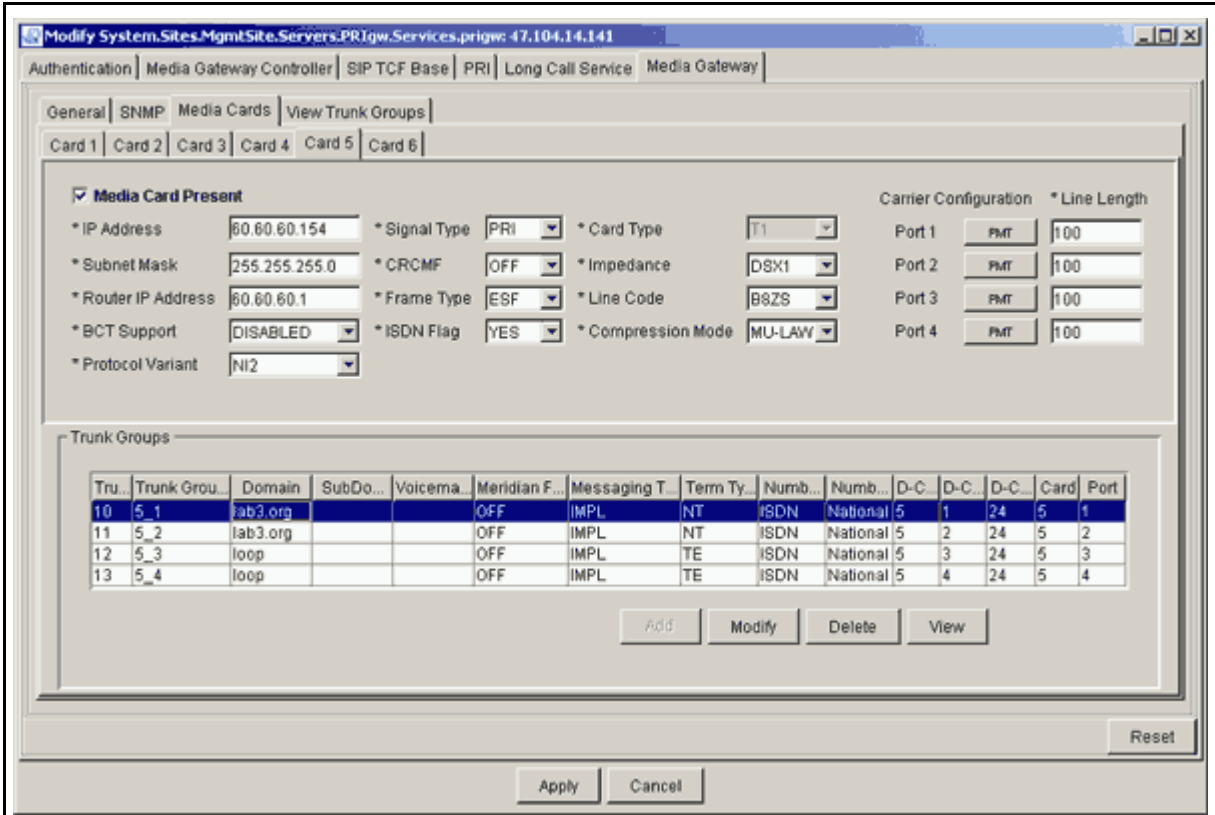 Modify System.Sites.MgmtSite.Servers.PRIgw.Services.prigw: 47.104.14.141
Authentication Media Gateway Controller SIP TCF Base PRI Long Call Service Media Gateway
General SNMP Media Cards View Trunk Groups
Card 1 Card 2 Card 3 Card 4 Card 5 Card 6
Media Card Present Carrier Configuration * Line Length
* IP Address 60.60.60.154 * Signal Type PRI * Card Type T1 Port 1 PMT 100
* Subnet Mask 255.255.255.0 * CRCMF OFF * Impedance DSX1 Port 2 PMT 100
* Router IP Address 60.60.60.1 * Frame Type ESF * Line Code B8ZS Port 3 PMT 100
* BCT Support DISABLED * ISDN Flag YES * Compression Mode MU-LAW Port 4 PMT 100
* Protocol Variant NI2
Trunk Groups
Tru... Trunk Grou... Domain SubDo... Voicema... Meridian F... Messaging T... Term Ty... Numb... Numb... D-C... D-C... D-C... Card Port
10 5_1 lab3.org OFF IMPL NT ISDN National 5 1 24 5 1
11 5_2 lab3.org OFF IMPL NT ISDN National 5 2 24 5 2
12 5_3 loop OFF IMPL TE ISDN National 5 3 24 5 3
13 5_4 loop OFF IMPL TE ISDN National 5 4 24 5 4
Add Modify Delete View
Reset
Apply Cancel